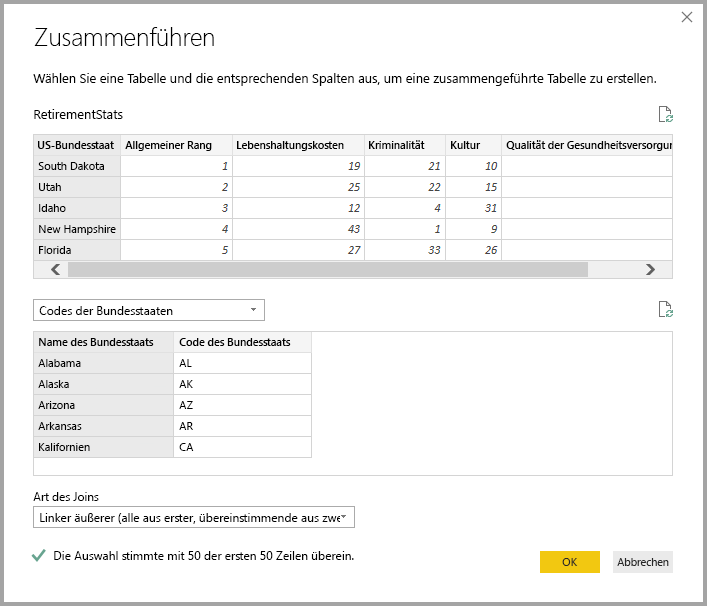 Zusammenführen
Wählen Sie eine Tabelle und die entsprechenden Spalten aus, um eine zusammengeführte Tabelle zu erstellen.
RetirementStats
US-Bundesstaat Allgemeiner Rang Lebenshaltungskosten Kriminalität Kultur Qualität der Gesundheitsversorgun
South Dakota 1 19 21 10
Utah 2 25 22 15
Idaho 3 12 4 31
New Hampshire 4 43 1 9
Florida 5 27 33 26
Codes der Bundesstaaten
Name des Bundesstaats Code des Bundesstaats
Alabama AL
Alaska AK
Arizona AZ
Arkansas AR
Kalifornien CA
Art des Joins
Linker äußerer (alle aus erster, übereinstimmende aus zwe
Die Auswahl stimmte mit 50 der ersten 50 Zeilen überein.
OK Abbrechen